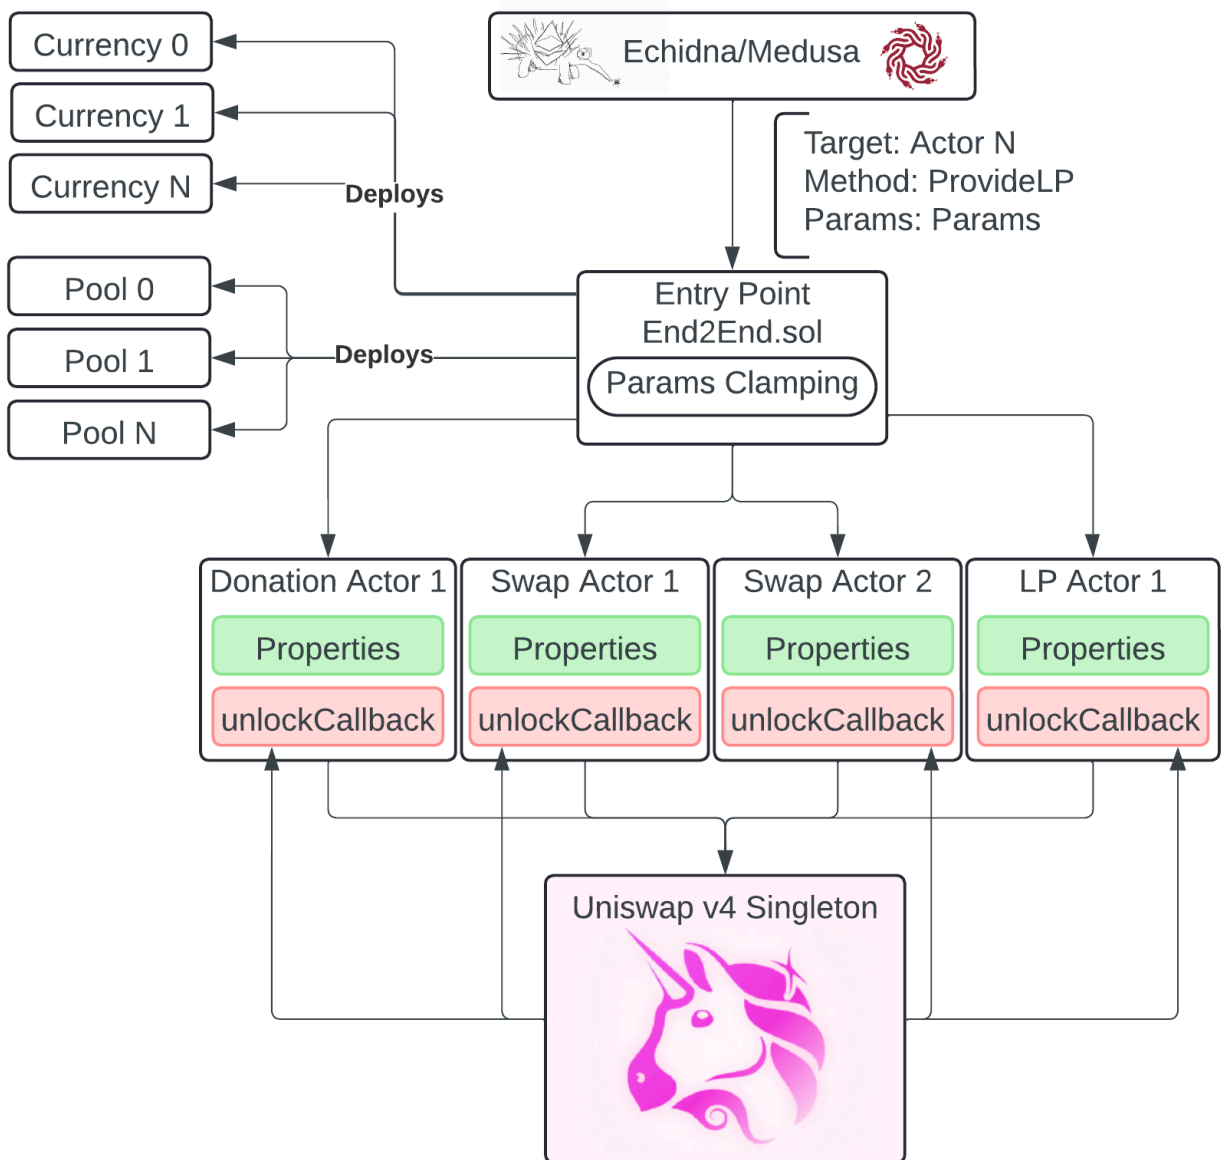 Currency 0
Currency 1
Currency N
Deploys
Echidna/Medusa
Target: Actor N
Method: ProvideLP
Params: Params
Pool 0
Pool 1
Pool N
Deploys
Entry Point
End2End.sol
Params Clamping
Donation Actor 1
Properties
unlockCallback
Swap Actor 1
Properties
unlockCallback
Swap Actor 2
Properties
unlockCallback
LP Actor 1
Properties
unlockCallback
Uniswap v4 Singleton